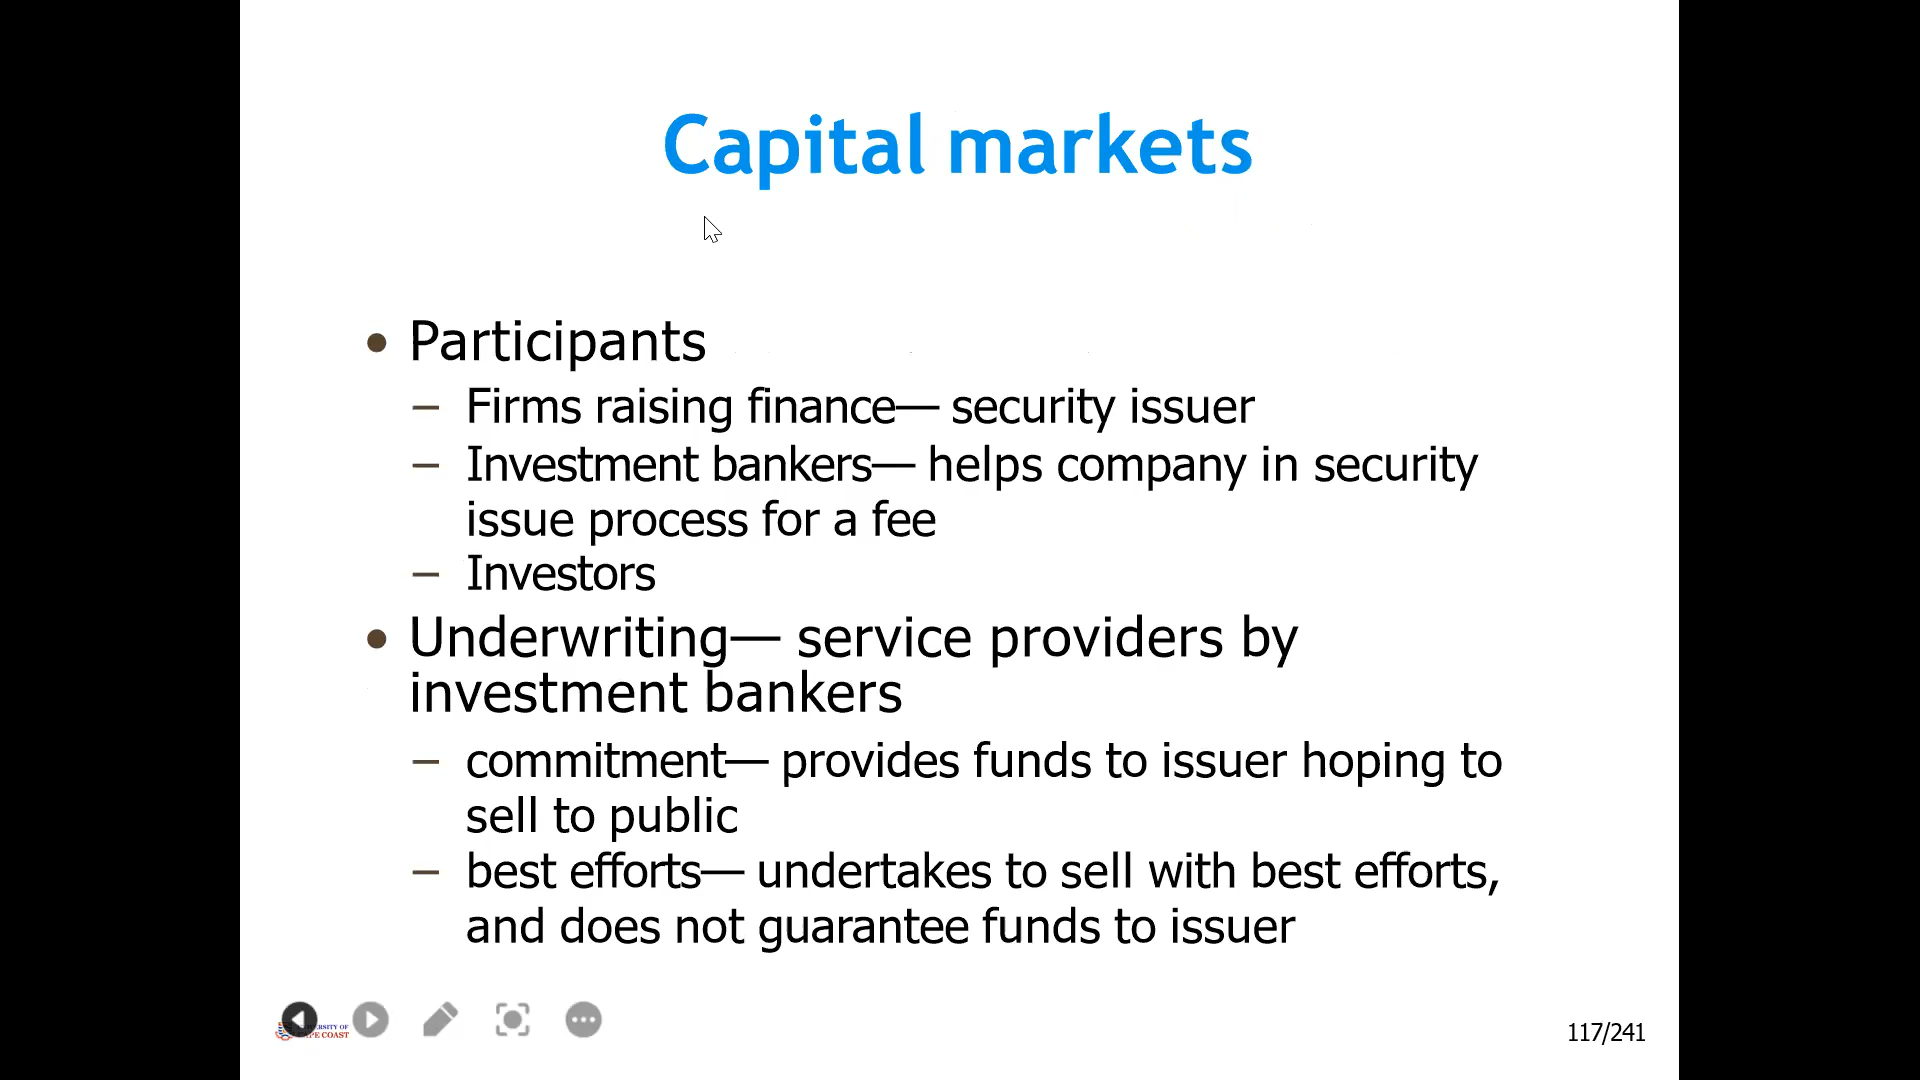 Capital markets
• Participants
– Firms raising finance— security issuer
– Investment bankers— helps company in security
issue process for a fee
– Investors
• Underwriting— service providers by
investment bankers
– commitment— provides funds to issuer hoping to
sell to public
– best efforts— undertakes to sell with best efforts,
and does not guarantee funds to issuer
OF
COAST
117/241